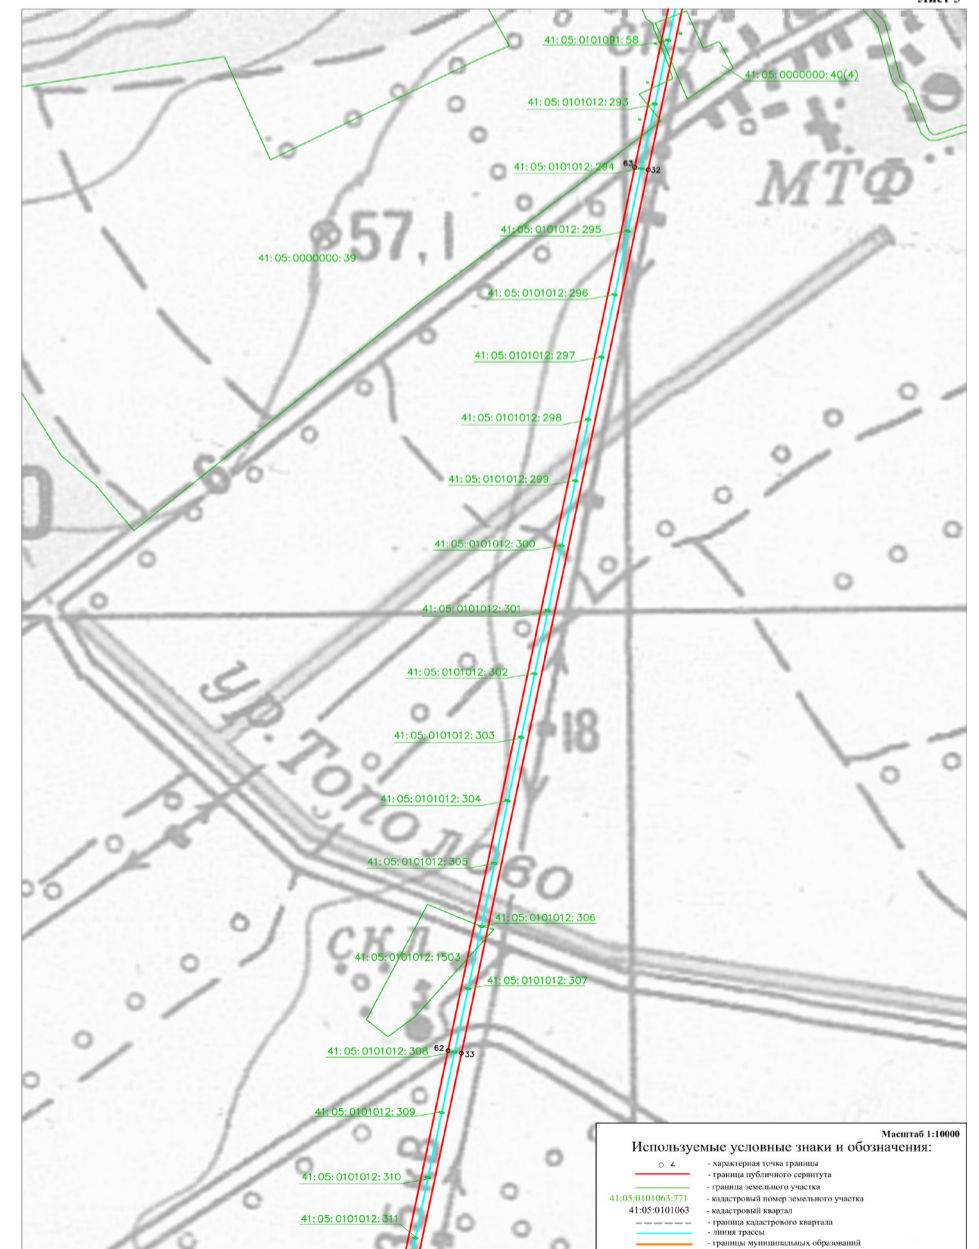 41:05:0101091:58
41:05:0000000:40(4)
41:05:0101012:293
41:05:0101012:294
63
32
МТФ
41:05:0101012:295
57,1
41:05:0000000:39
41:05:0101012:296
41:05:0101012:297
41:05:0101012:298
6
41:05:0101012:299
41:05:0101012:300
41:05:0101012:301
41:05:0101012:302
ур. Тополово
41:05:0101012:303
18
41:05:0101012:304
41:05:0101012:305
41:05:0101012:306
скл.
41:05:0101012:1503
41:05:0101012:307
62
33
41:05:0101012:308
41:05:0101012:309
41:05:0101012:310
41:05:0101012:311
Масштаб 1:10000
Используемые условные знаки и обозначения:
- характерная точка границы
- граница публичного сервитута
- граница земельного участка
41:05:0101063:771 - кадастровый номер земельного участка
41:05:0101063 - кадастровый квартал
- граница кадастрового квартала
- линия трассы
- границы муниципальных образований